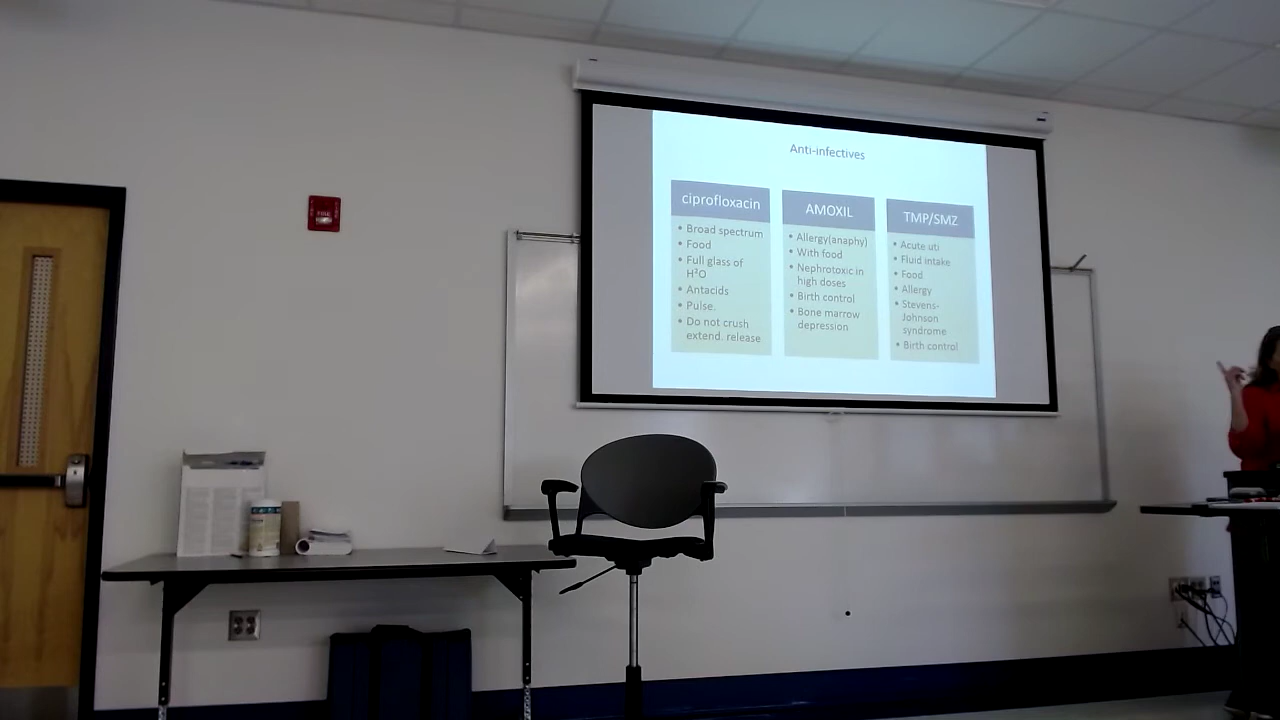 Anti-infectives
ciprofloxacin
• Broad spectrum
• Food
• Full glass of
H²O
• Antacids
• Pulse.
• Do not crush
extend. release
AMOXIL
• Allergy(anaphy)
• With food
• Nephrotoxic in
high doses
• Birth control
• Bone marrow
depression
TMP/SMZ
• Acute uti
• Fluid intake
• Food
• Allergy
• Stevens-
Johnson
syndrome
• Birth control
FIRE